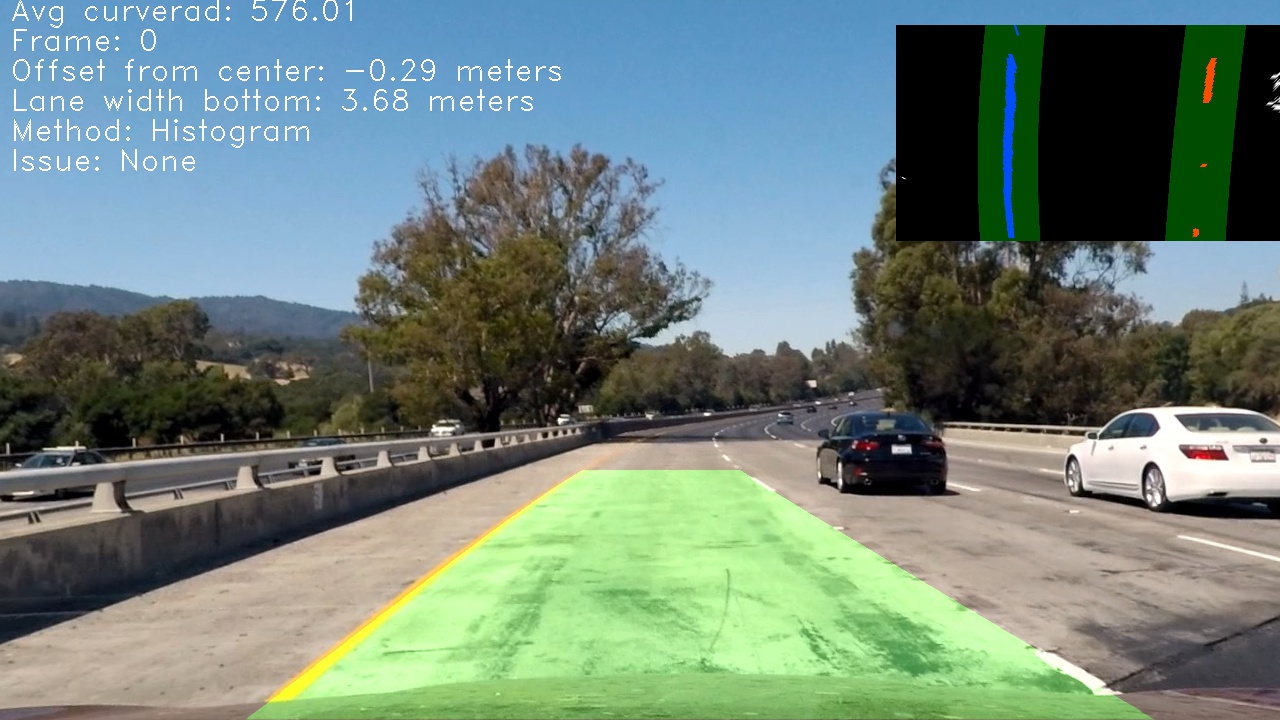 Avg curverad: 576.01
Frame: 0
Offset from center: −0.29 meters
Lane width bottom: 3.68 meters
Method: Histogram
Issue: None